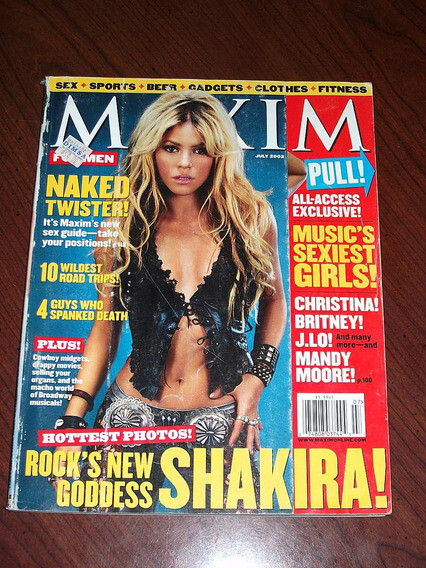 SEX + SPORTS + BEER + GADGETS + CLOTHES + FITNESS
MAXIM
FOR MEN
JULY 2002
PULL!
ALL-ACCESS
EXCLUSIVE!
MUSIC'S
SEXIEST
GIRLS!
CHRISTINA!
BRITNEY!
J.LO! And many
more—and
MANDY
MOORE! p.100
WWW.MAXIMONLINE.COM
NAKED
TWISTER!
It's Maxim's new
sex guide—take
your positions!
10 WILDEST
ROAD TRIPS!
4 GUYS WHO
SPANKED DEATH
PLUS!
Cowboy midgets,
crappy movies,
selling your
organs, and the
macho world
of Broadway
musicals!
HOTTEST PHOTOS!
ROCK'S NEW
GODDESS
SHAKIRA!